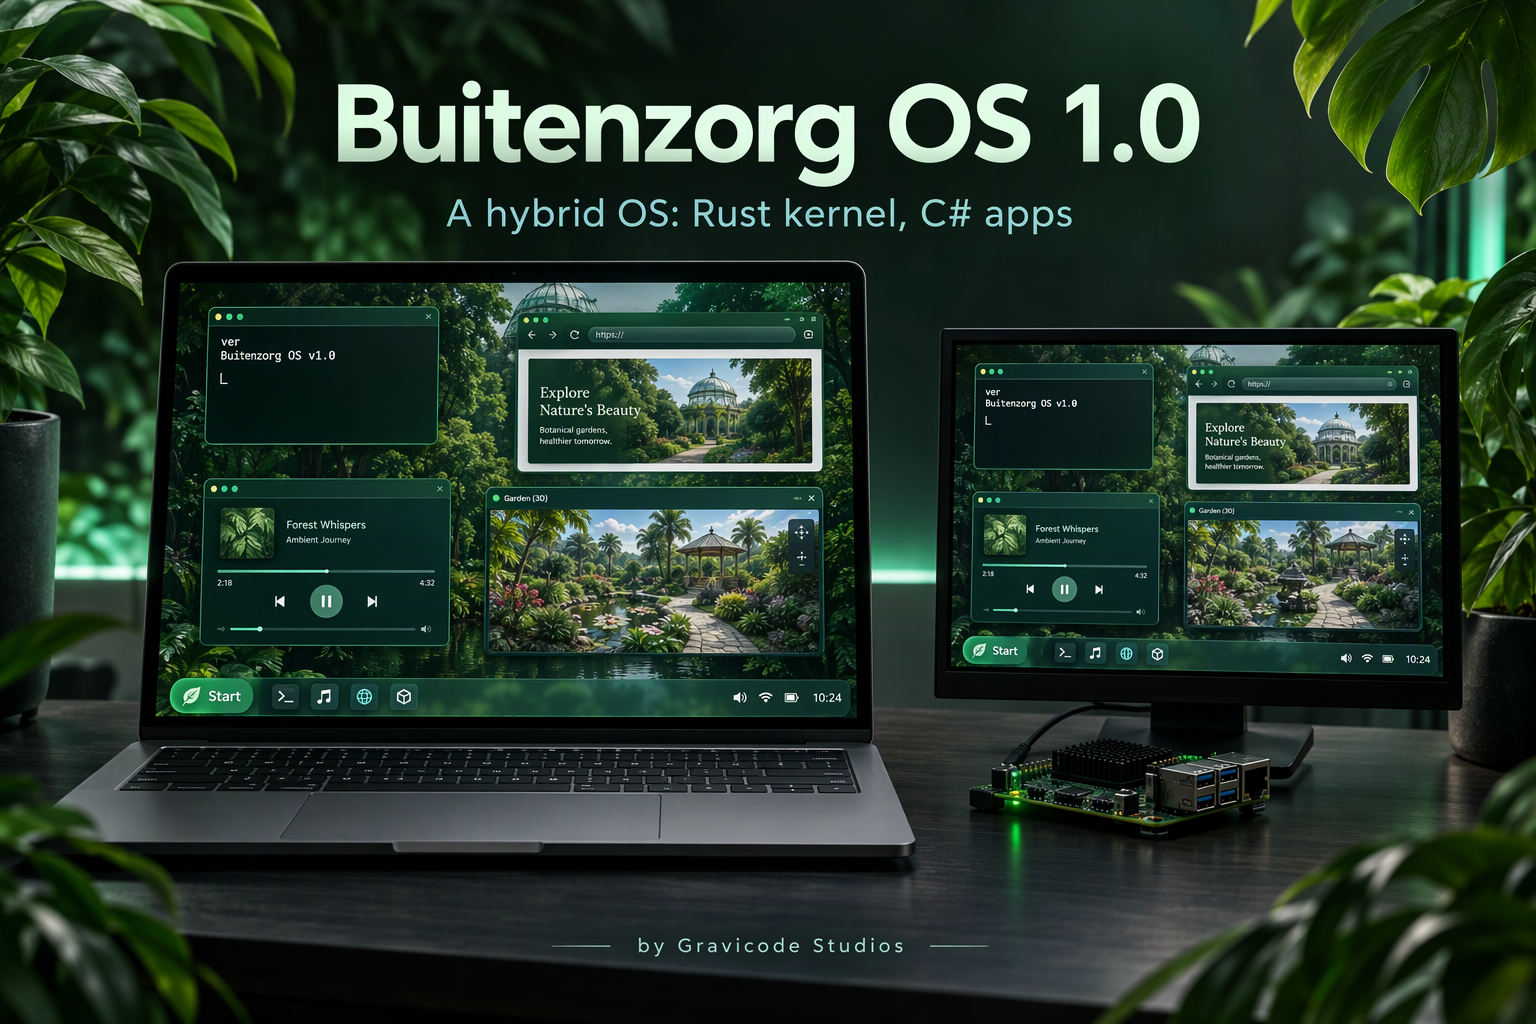 Buitenzorg OS 1.0
A hybrid OS: Rust kernel, C# apps
ver
Buitenzorg OS v1.0
https://
Explore
Nature's Beauty
Botanical gardens,
healthier tomorrow.
Forest Whispers
Ambient Journey
2:18
4:32
Garden (3D)
Start
10:24
ver
Buitenzorg OS v1.0
https://
Explore
Nature's Beauty
Botanical gardens,
healthier tomorrow.
Forest Whispers
Ambient Journey
2:18
4:32
Garden (3D)
Start
10:24
by Gravicode Studios